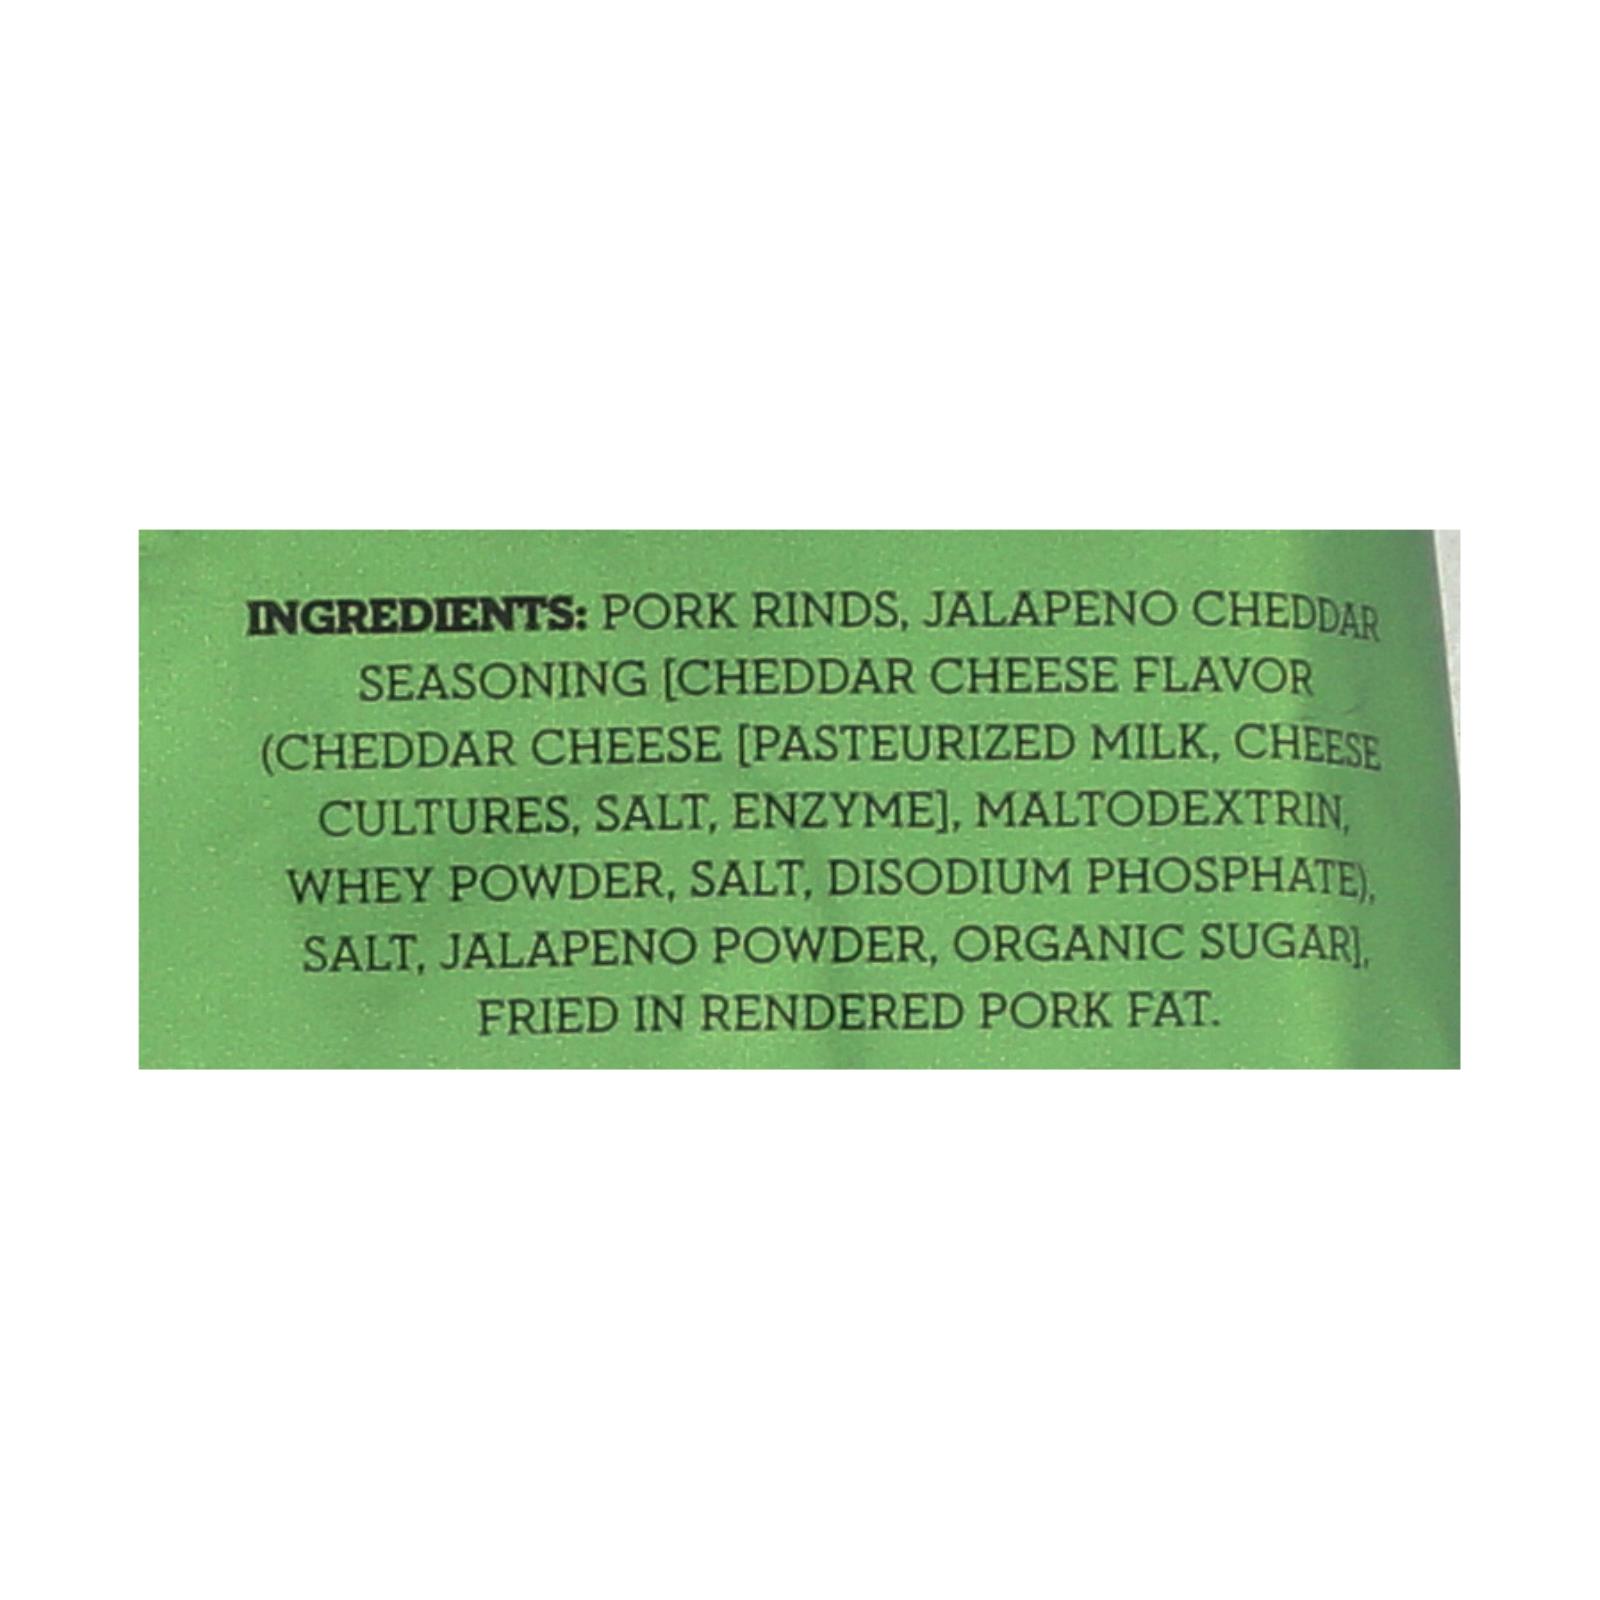 INGREDIENTS: PORK RINDS, JALAPENO CHEDDAR
SEASONING [CHEDDAR CHEESE FLAVOR
(CHEDDAR CHEESE [PASTEURIZED MILK, CHEESE
CULTURES, SALT, ENZYME], MALTODEXTRIN,
WHEY POWDER, SALT, DISODIUM PHOSPHATE),
SALT, JALAPENO POWDER, ORGANIC SUGAR],
FRIED IN RENDERED PORK FAT.